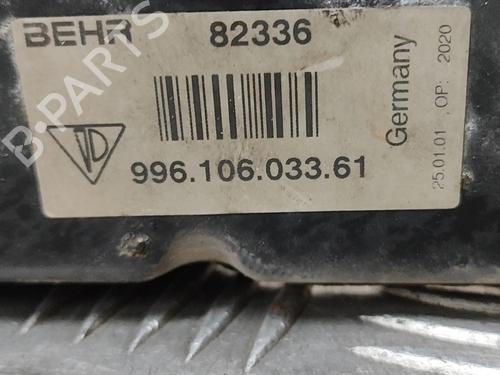 BEHR 82336
996.106.033.61
Germany
25.01.01 , OP: 2020
B-PARTS